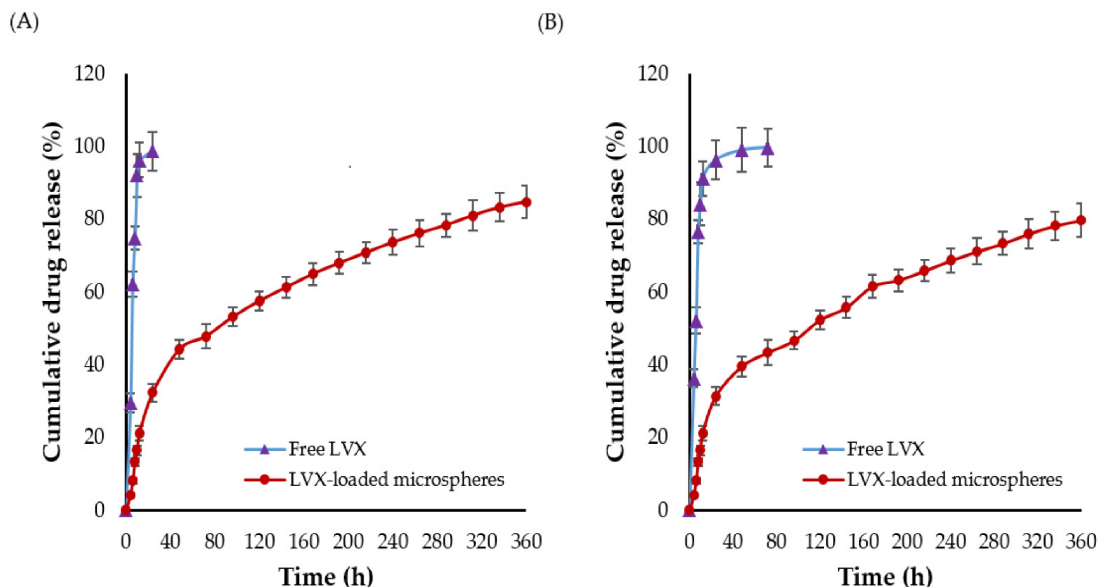 (A)
(B)
Cumulative drug release (%)
120
100
80
60
40
20
0
Free LVX
LVX-loaded microspheres
0 40 80 120 160 200 240 280 320 360
Time (h)
Cumulative drug release (%)
120
100
80
60
40
20
0
Free LVX
LVX-loaded microspheres
0 40 80 120 160 200 240 280 320 360
Time (h)